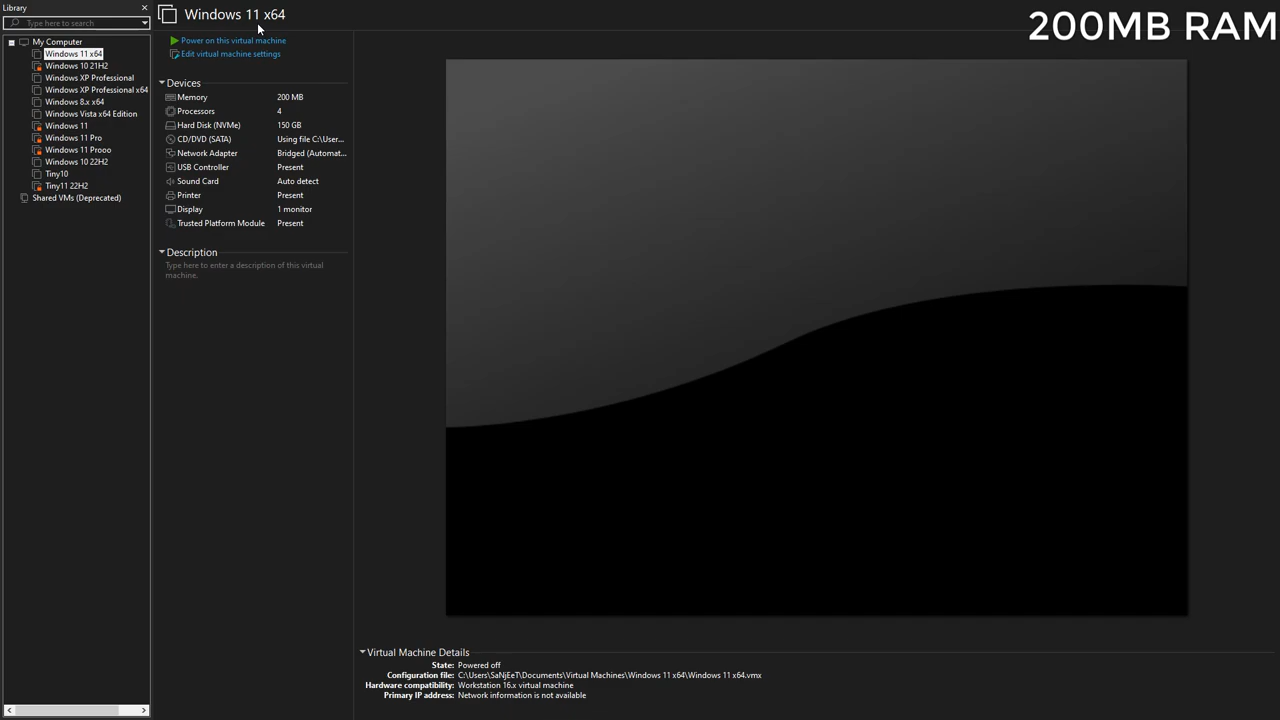 Library
Type here to search
My Computer
Windows 11 x64
Windows 10 21H2
Windows XP Professional
Windows XP Professional x64
Windows 8.x x64
Windows Vista x64 Edition
Windows 11
Windows 11 Pro
Windows 11 Prooo
Windows 10 22H2
Tiny10
Tiny11 22H2
Shared VMs (Deprecated)
Windows 11 x64
Power on this virtual machine
Edit virtual machine settings
Devices
Memory 200 MB
Processors 4
Hard Disk (NVMe) 150 GB
CD/DVD (SATA) Using file C:\User...
Network Adapter Bridged (Automat...
USB Controller Present
Sound Card Auto detect
Printer Present
Display 1 monitor
Trusted Platform Module Present
Description
Type here to enter a description of this virtual
machine.
200MB RAM
Virtual Machine Details
State: Powered off
Configuration file: C:\Users\SaNjEeT\Documents\Virtual Machines\Windows 11 x64\Windows 11 x64.vmx
Hardware compatibility: Workstation 16.x virtual machine
Primary IP address: Network information is not available